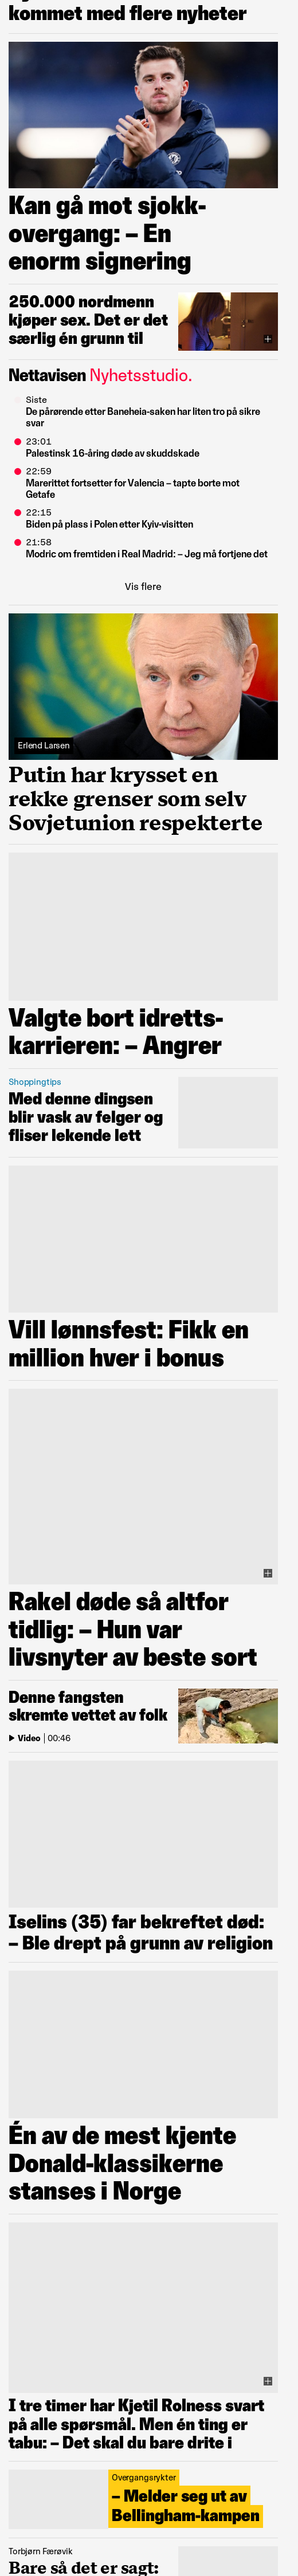 kommet med flere nyheter
Kan gå mot sjokk-
overgang: – En
enorm signering
250.000 nordmenn
kjøper sex. Det er det
særlig én grunn til
Nettavisen Nyhetsstudio.
Siste
De pårørende etter Baneheia-saken har liten tro på sikre
svar
23:01
Palestinsk 16-åring døde av skuddskade
22:59
Marerittet fortsetter for Valencia – tapte borte mot
Getafe
22:15
Biden på plass i Polen etter Kyiv-visitten
21:58
Modric om fremtiden i Real Madrid: – Jeg må fortjene det
Vis flere
Erlend Larsen
Putin har krysset en
rekke grenser som selv
Sovjetunion respekterte
Valgte bort idretts-
karrieren: – Angrer
Shoppingtips
Med denne dingsen
blir vask av felger og
fliser lekende lett
Vill lønnsfest: Fikk en
million hver i bonus
Rakel døde så altfor
tidlig: – Hun var
livsnyter av beste sort
Denne fangsten
skremte vettet av folk
Video | 00:46
Iselins (35) far bekreftet død:
– Ble drept på grunn av religion
Én av de mest kjente
Donald-klassikerne
stanses i Norge
I tre timer har Kjetil Rolness svart
på alle spørsmål. Men én ting er
tabu: – Det skal du bare drite i
Overgangsrykter
– Melder seg ut av
Bellingham-kampen
Torbjørn Færøvik
Bare så det er sagt: